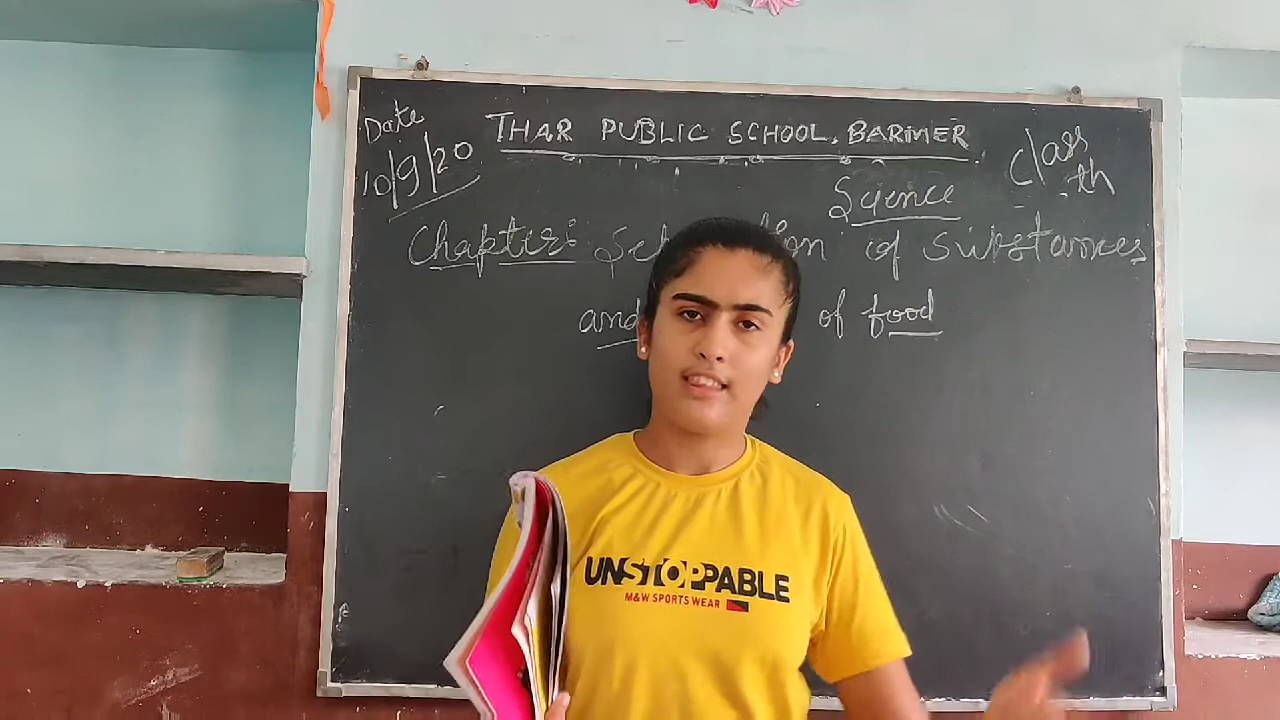 Date
10/9/20
THAR PUBLIC SCHOOL. BARMER
Class
th
Science
Chapter: of substances
and of food
UNSTOPPABLE
M&W SPORTS WEAR